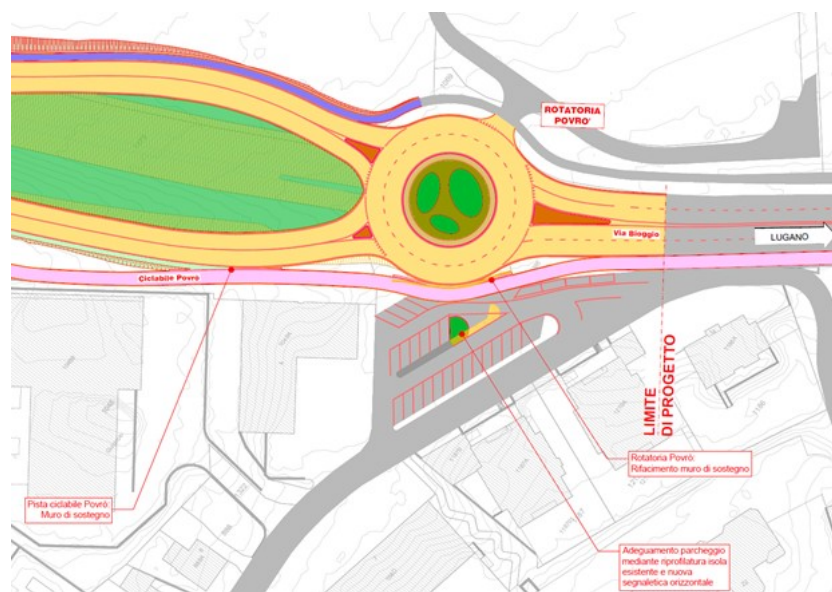 ROTATORIA
POVRO'
Via Bioggio
LUGANO
Ciclabile Povrò
LIMITE
DI PROGETTO
Rotatoria Povrò:
Rifacimento muro di sostegno
Pista ciclabile Povrò:
Muro di sostegno
Adeguamento parcheggio
mediante riprofilatura isola
esistente e nuova
segnaletica orizzontale